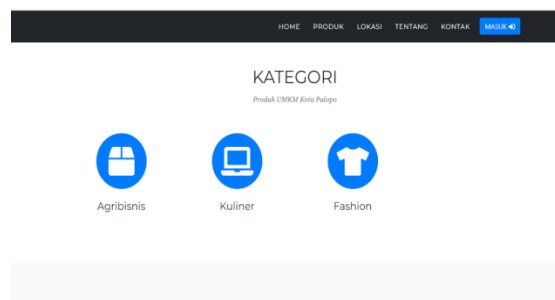 HOME PRODUK LOKASI TENTANG KONTAK MASUK
KATEGORI
Produk UMKM Kota Palopo
Agribisnis Kuliner Fashion